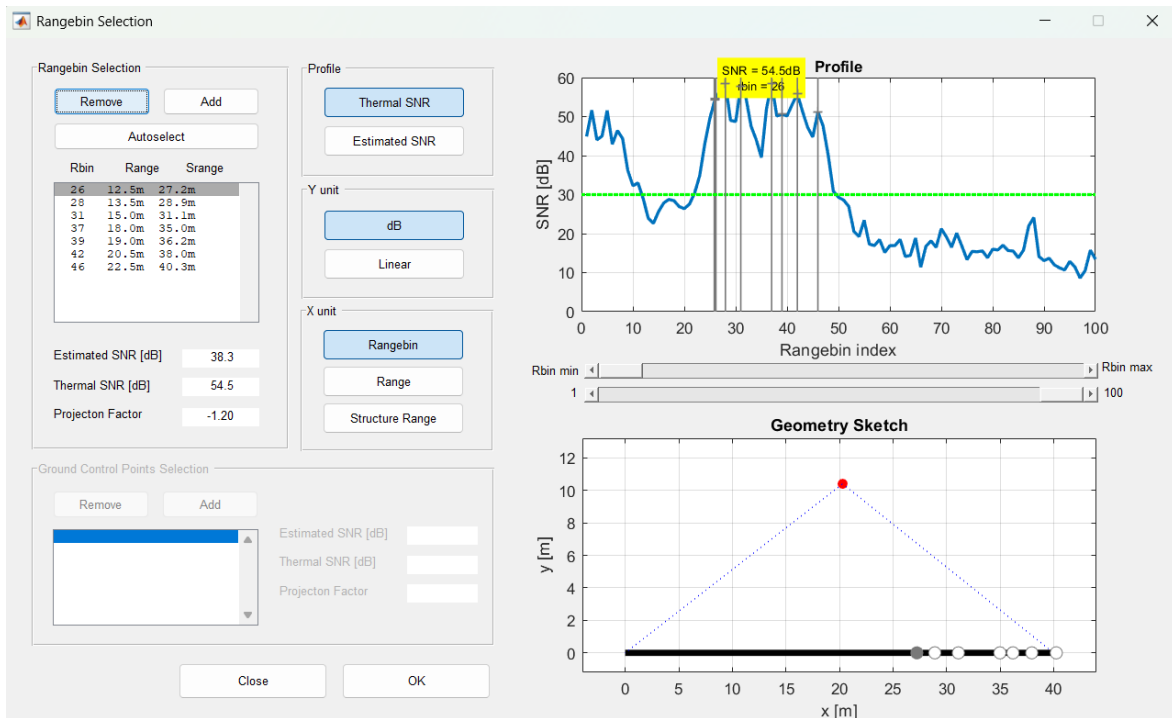 Rangebin Selection
Rangebin Selection
Remove
Add
Autoselect
Rbin Range Srange
26 12.5m 27.2m
28 13.5m 28.9m
31 15.0m 31.1m
37 18.0m 35.0m
39 19.0m 36.2m
42 20.5m 38.0m
46 22.5m 40.3m
Estimated SNR [dB] 38.3
Thermal SNR [dB] 54.5
Projecton Factor -1.20
Profile
Thermal SNR
Estimated SNR
Y unit
dB
Linear
X unit
Rangebin
Range
Structure Range
Ground Control Points Selection
Remove
Add
Estimated SNR [dB]
Thermal SNR [dB]
Projecton Factor
Close
OK
Profile
SNR = 54.5dB
rbin = 26
SNR [dB]
60
50
40
30
20
10
0
0 10 20 30 40 50 60 70 80 90 100
Rangebin index
Rbin min
Rbin max
1
100
Geometry Sketch
y [m]
12
10
8
6
4
2
0
0 5 10 15 20 25 30 35 40
x [m]